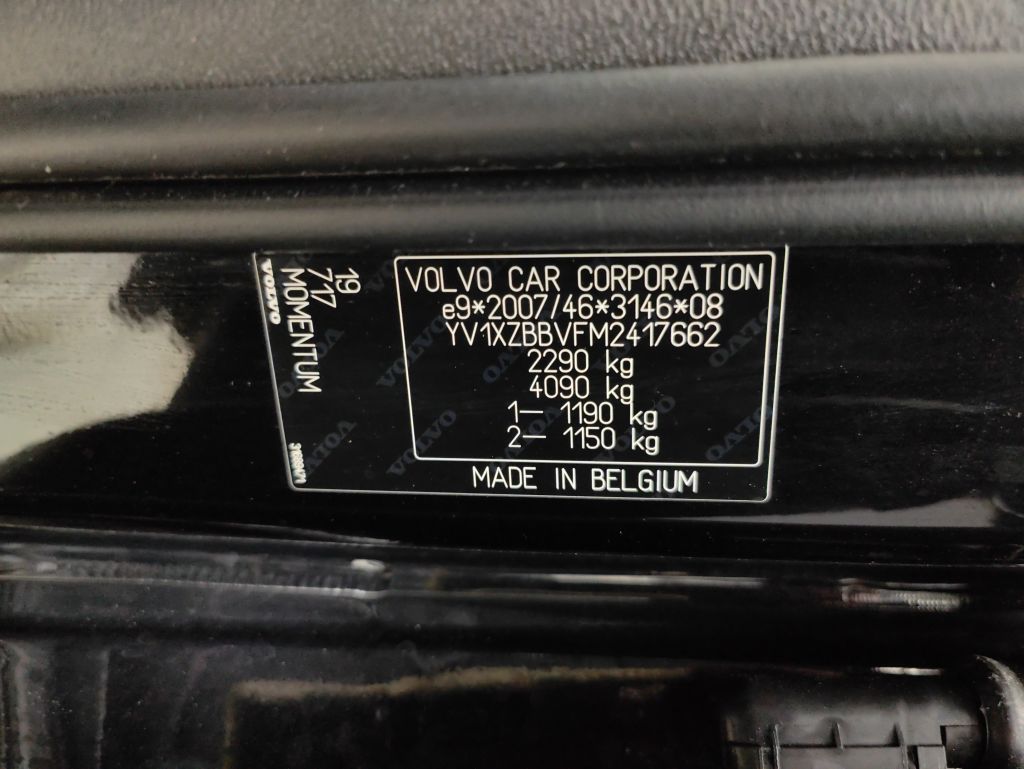 VOLVO CAR CORPORATION
e9*2007/46*3146*08
YV1XZBBVFM2417662
2290 kg
4090 kg
1— 1190 kg
2— 1150 kg
MADE IN BELGIUM
19
717
MOMENTUM
VOLVO